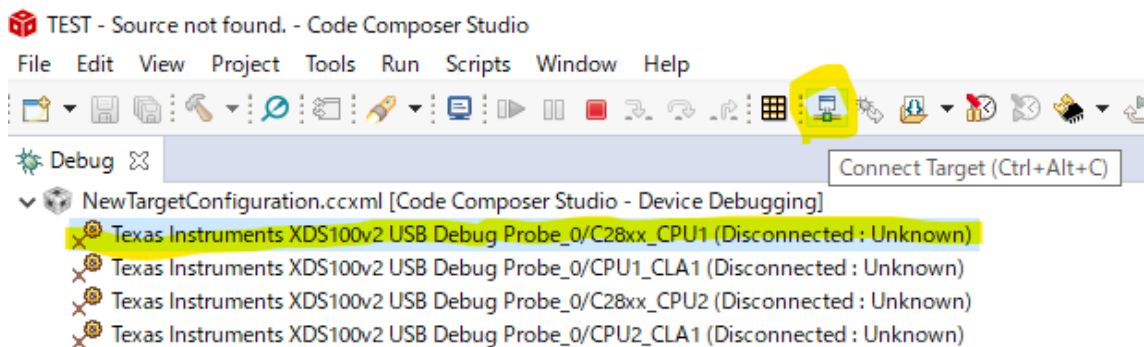 TEST - Source not found. - Code Composer Studio
File Edit View Project Tools Run Scripts Window Help
Debug
Connect Target (Ctrl+Alt+C)
NewTargetConfiguration.ccxml [Code Composer Studio - Device Debugging]
Texas Instruments XDS100v2 USB Debug Probe_0/C28xx_CPU1 (Disconnected : Unknown)
Texas Instruments XDS100v2 USB Debug Probe_0/CPU1_CLA1 (Disconnected : Unknown)
Texas Instruments XDS100v2 USB Debug Probe_0/C28xx_CPU2 (Disconnected : Unknown)
Texas Instruments XDS100v2 USB Debug Probe_0/CPU2_CLA1 (Disconnected : Unknown)